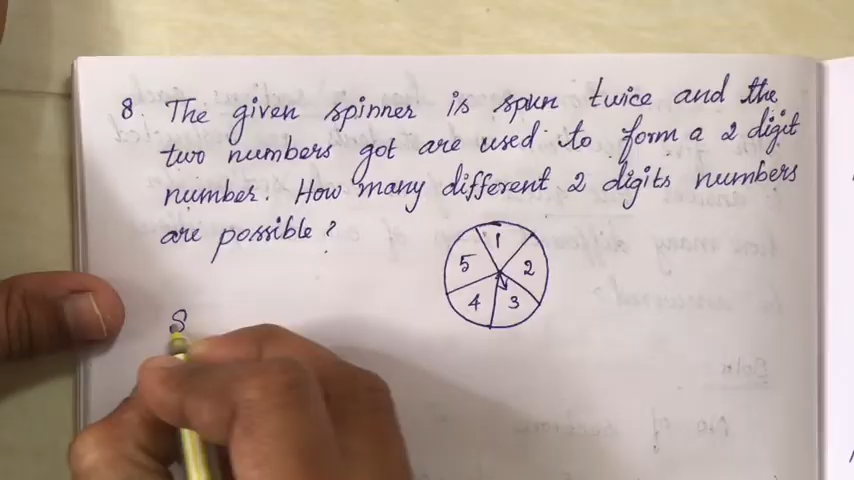 8. The given spinner is spun twice and the
two numbers got are used to form a 2 digit
number. How many different 2 digits numbers
are possible?
1
5 2
4 3
S